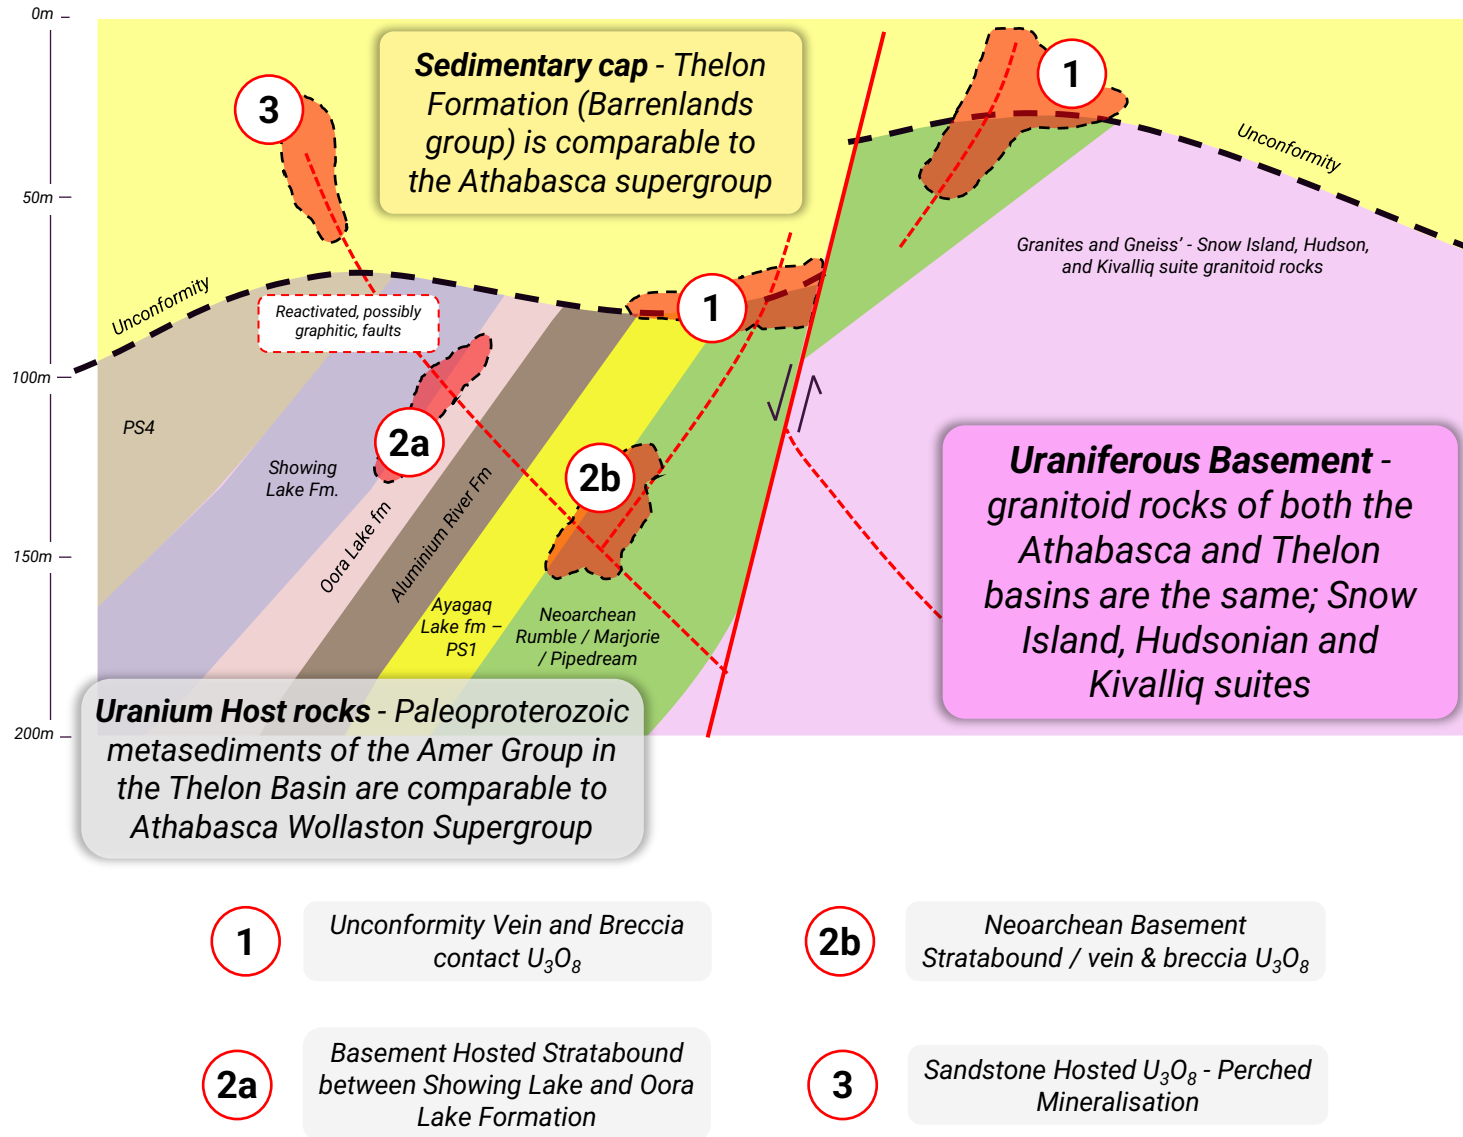 0m
Sedimentary cap - Thelon
Formation (Barrenlands
group) is comparable to
the Athabasca supergroup
3
1
Unconformity
50m
Granites and Gneiss’ - Snow Island, Hudson,
and Kivalliq suite granitoid rocks
Unconformity
Reactivated, possibly
graphitic, faults
1
100m
PS4
2a
Showing
Lake Fm.
2b
Oora Lake fm
Aluminium River Fm
Uraniferous Basement -
granitoid rocks of both the
Athabasca and Thelon
basins are the same; Snow
Island, Hudsonian and
Kivalliq suites
150m
Ayagaq
Lake fm –
PS1
Neoarchean
Rumble / Marjorie
/ Pipedream
200m
Uranium Host rocks - Paleoproterozoic
metasediments of the Amer Group in
the Thelon Basin are comparable to
Athabasca Wollaston Supergroup
1
Unconformity Vein and Breccia
contact U₃O₈
2b
Neoarchean Basement
Stratabound / vein & breccia U₃O₈
2a
Basement Hosted Stratabound
between Showing Lake and Oora
Lake Formation
3
Sandstone Hosted U₃O₈ - Perched
Mineralisation